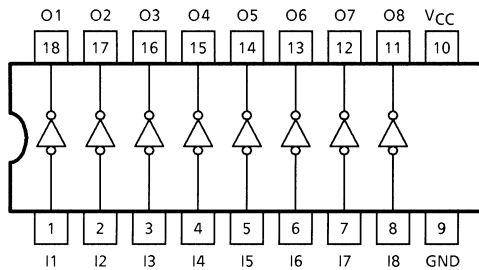 O1 O2 O3 O4 O5 O6 O7 O8 VCC
18 17 16 15 14 13 12 11 10
1 2 3 4 5 6 7 8 9
I1 I2 I3 I4 I5 I6 I7 I8 GND